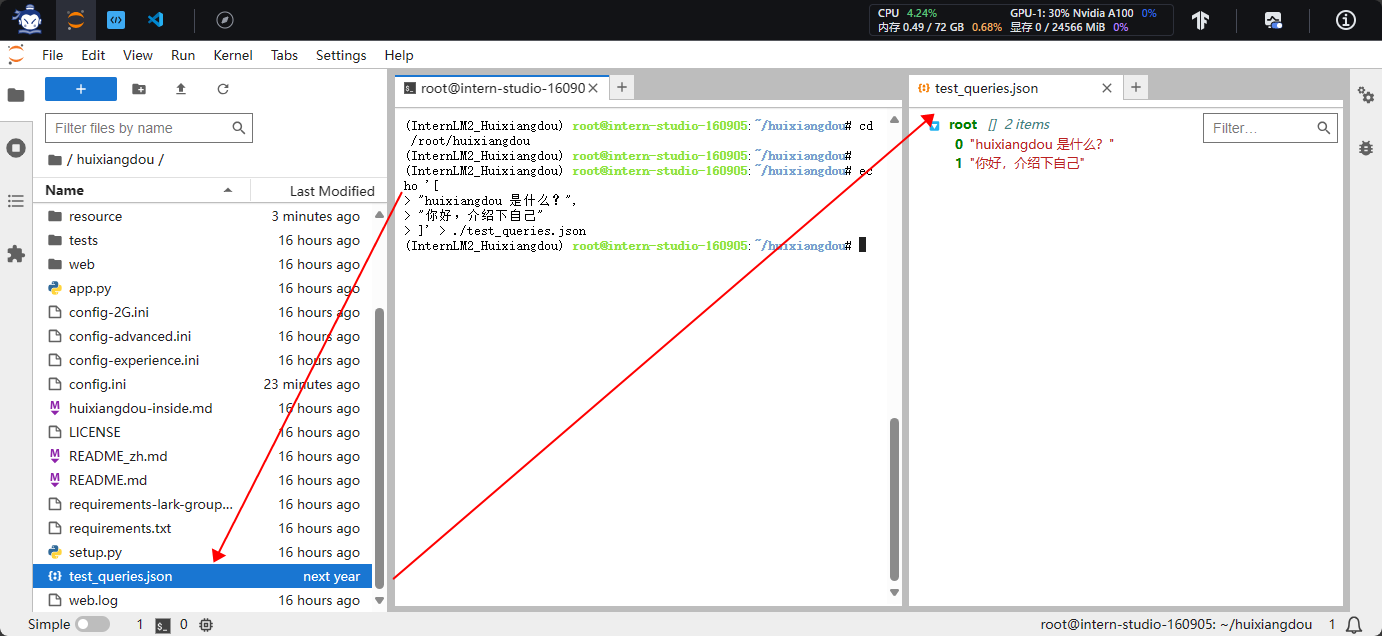 CPU 4.24% GPU-1: 30% Nvidia A100 0%
内存 0.49 / 72 GB 0.68% 显存 0 / 24566 MiB 0%
File Edit View Run Kernel Tabs Settings Help
Filter files by name
/ huixiangdou /
Name Last Modified
resource 3 minutes ago
tests 16 hours ago
web 16 hours ago
app.py 16 hours ago
config-2G.ini 16 hours ago
config-advanced.ini 16 hours ago
config-experience.ini 16 hours ago
config.ini 23 minutes ago
huixiangdou-inside.md 16 hours ago
LICENSE 16 hours ago
README_zh.md 16 hours ago
README.md 16 hours ago
requirements-lark-group... 16 hours ago
requirements.txt 16 hours ago
setup.py 16 hours ago
test_queries.json next year
web.log 16 hours ago
root@intern-studio-16090
(InternLM2_Huixiangdou) root@intern-studio-160905:~/huixiangdou# cd
/root/huixiangdou
(InternLM2_Huixiangdou) root@intern-studio-160905:~/huixiangdou#
(InternLM2_Huixiangdou) root@intern-studio-160905:~/huixiangdou# ec
ho '[
> "huixiangdou 是什么？",
> "你好，介绍下自己"
> ]' > ./test_queries.json
(InternLM2_Huixiangdou) root@intern-studio-160905:~/huixiangdou#
test_queries.json
root [] 2 items
Filter...
0 "huixiangdou 是什么？"
1 "你好，介绍下自己"
Simple 1 0
root@intern-studio-160905: ~/huixiangdou 1